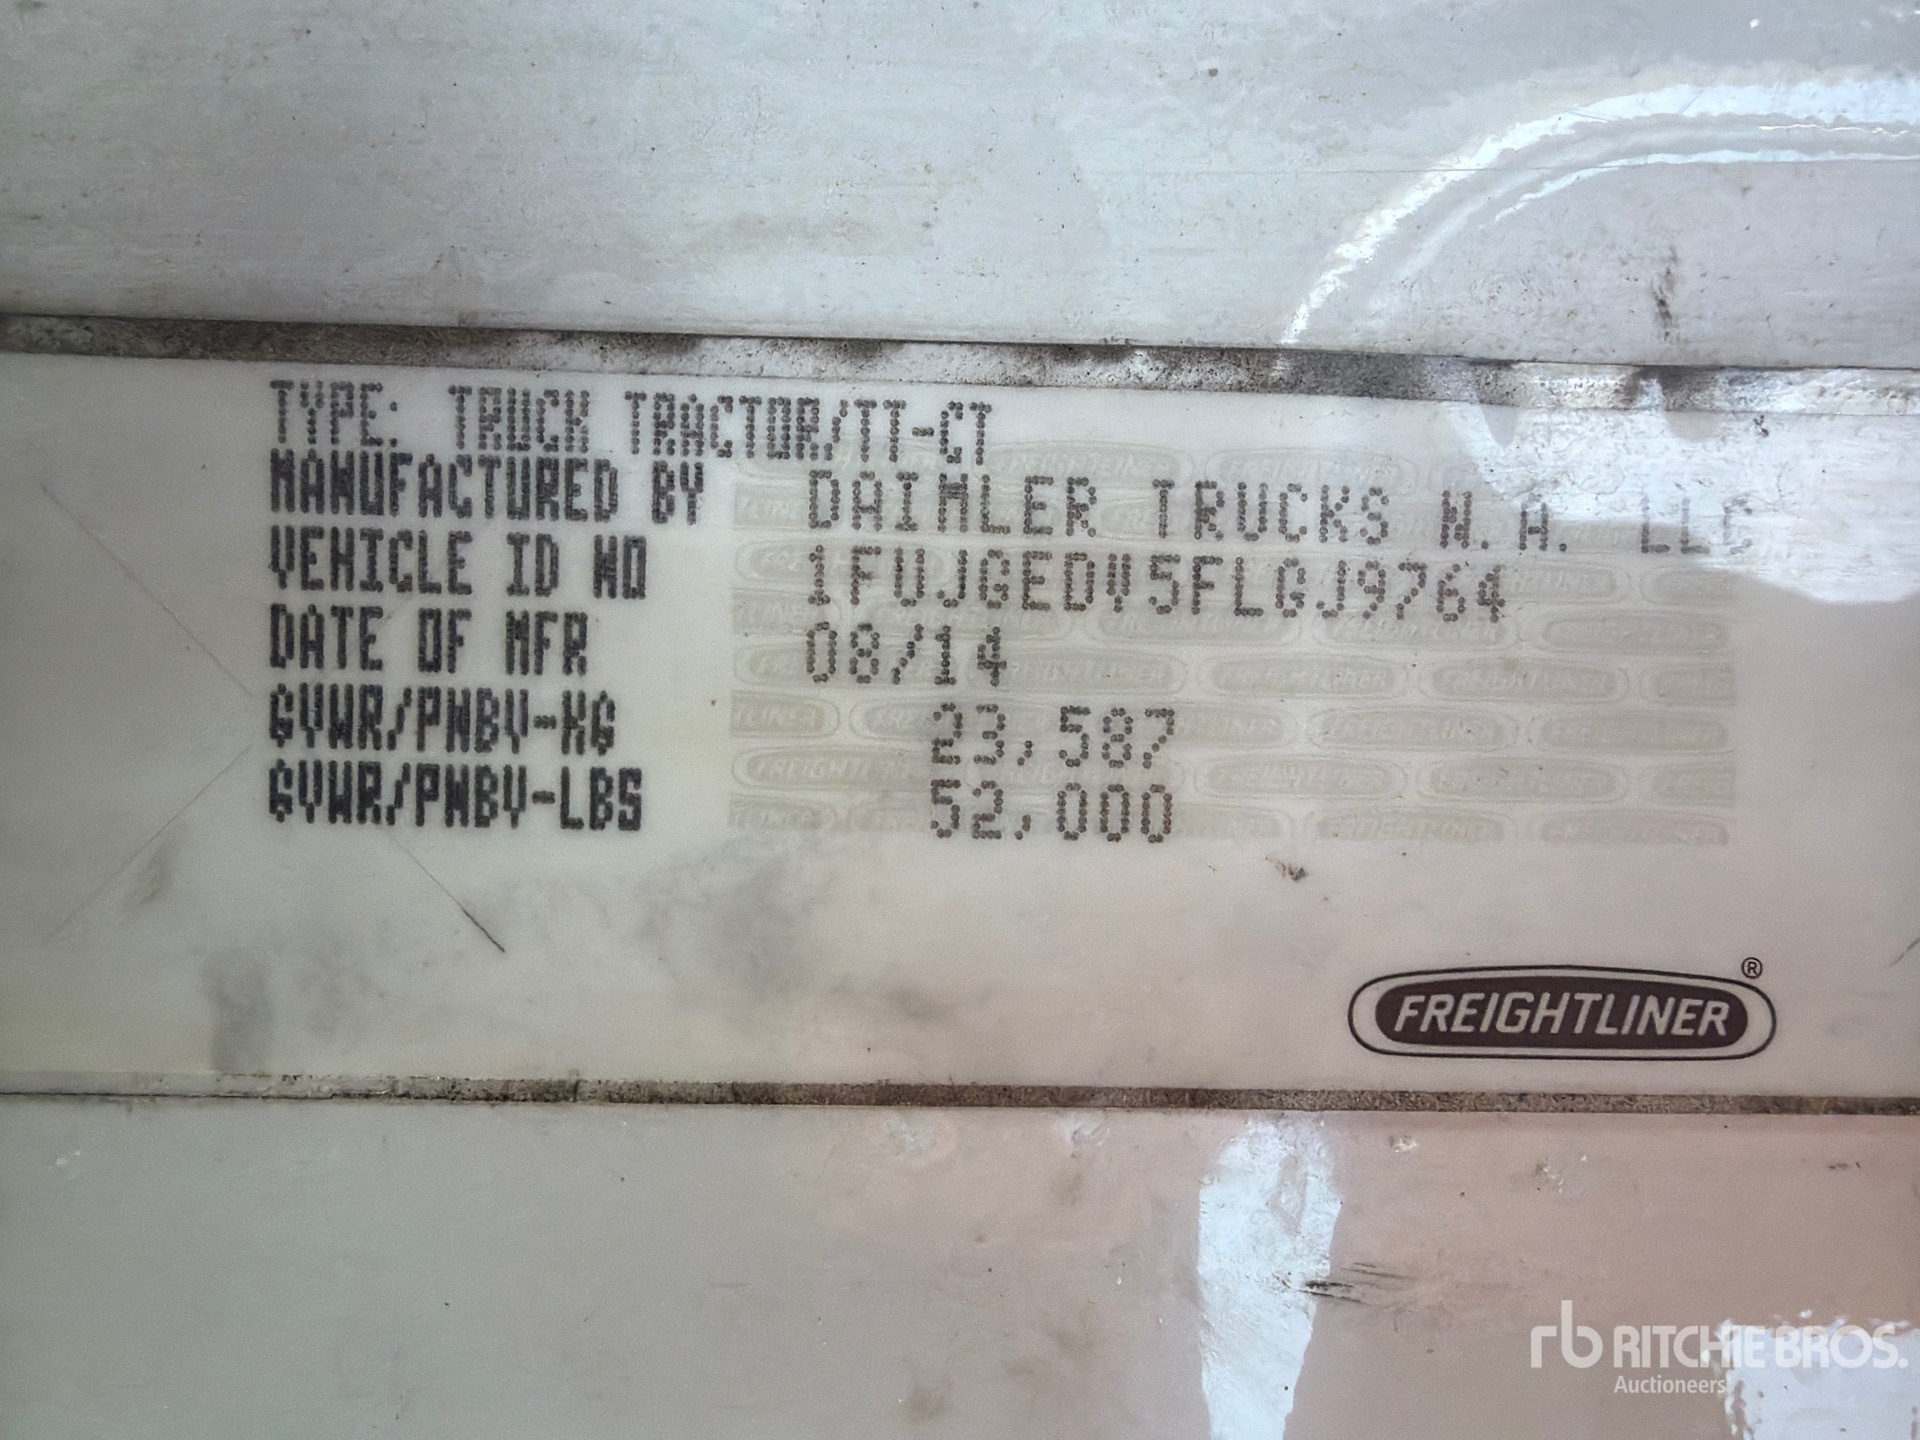 TYPE: TRUCK TRACTOR/TT-CT
MANUFACTURED BY DAIMLER TRUCKS N.A. LLC
VEHICLE ID NO 1FUJGEDV5FLGJ9764
DATE OF MFR 08/14
GVWR/PNBV-KG 23,587
GVWR/PNBV-LBS 52,000
FREIGHTLINER®
rb RITCHIE BROS.
Auctioneers